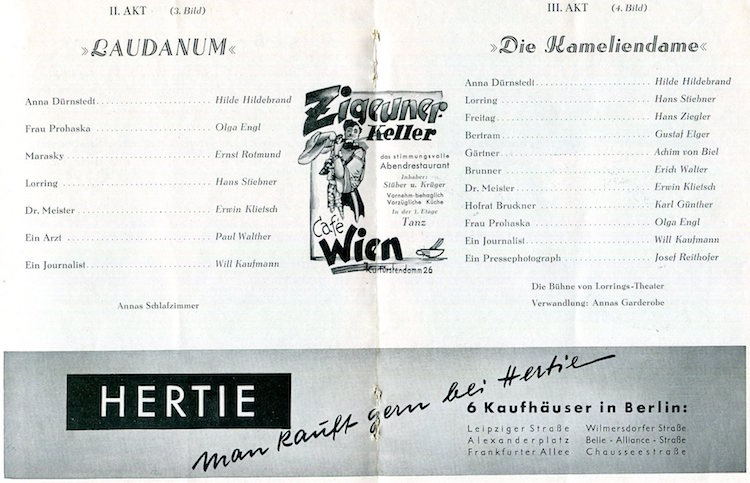 II. AKT (3. Bild)
»LAUDANUM«
Anna Dürnstedt ........ Hilde Hildebrand
Frau Prohaska ........ Olga Engl
Marasky ........ Ernst Rotmund
Lorring ........ Hans Stiebner
Dr. Meister ........ Erwin Klietsch
Ein Arzt ........ Paul Walther
Ein Journalist ........ Will Kaufmann
Annas Schlafzimmer
Zigeuner-
Keller
das stimmungsvolle
Abendrestaurant
Inhaber:
Stüber u. Krüger
Vornehm-behaglich
Vorzügliche Küche
In der 1. Etage
Tanz
Café
Wien
Kurfürstendamm 26
III. AKT (4. Bild)
»Die Kameliendame«
Anna Dürnstedt ........ Hilde Hildebrand
Lorring ........ Hans Stiebner
Freitag ........ Hans Ziegler
Bertram ........ Gustaf Elger
Gärtner ........ Achim von Biel
Brunner ........ Erich Walter
Dr. Meister ........ Erwin Klietsch
Hofrat Bruckner ........ Karl Günther
Frau Prohaska ........ Olga Engl
Ein Journalist ........ Will Kaufmann
Ein Pressephotograph ........ Josef Reithofer
Die Bühne von Lorrings-Theater
Verwandlung: Annas Garderobe
HERTIE
Man kauft gern bei Hertie
6 Kaufhäuser in Berlin:
Leipziger Straße Wilmersdorfer Straße
Alexanderplatz Belle-Alliance-Straße
Frankfurter Allee Chausseestraße